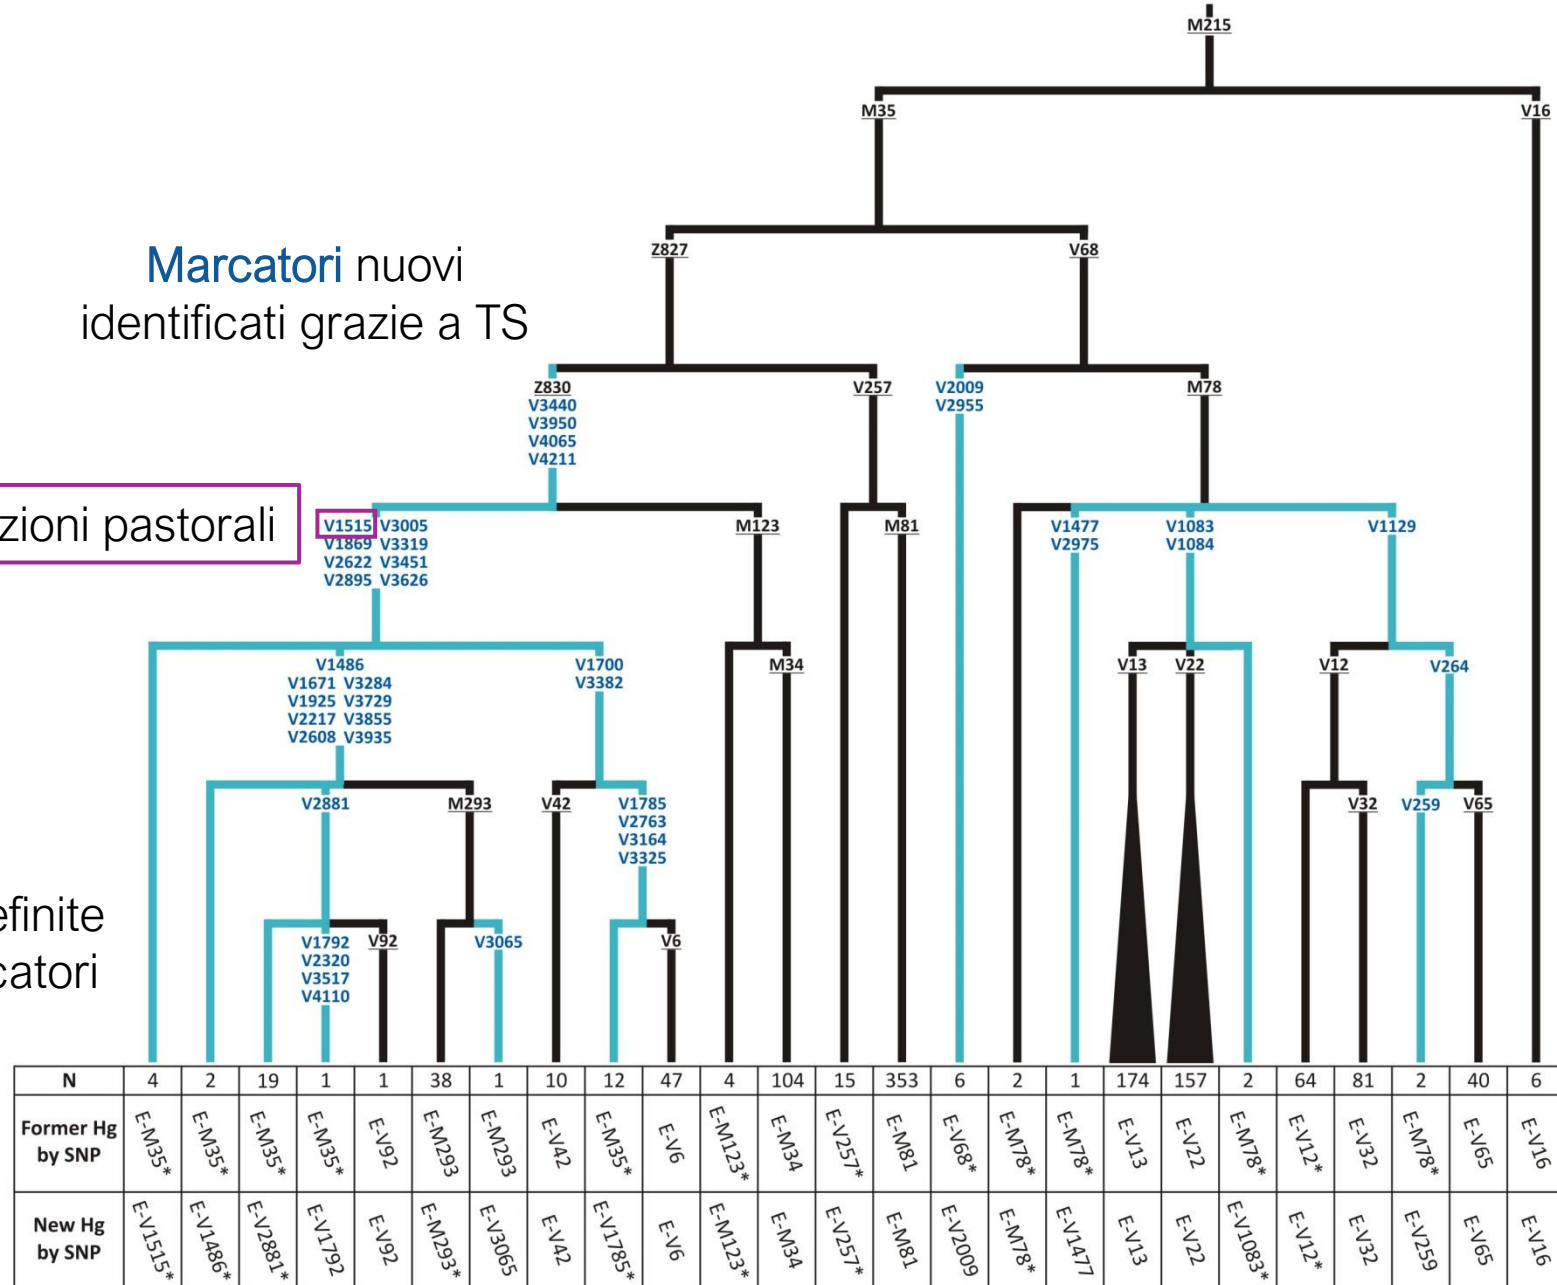 M215
M35
V16
Marcatori nuovi
identificati grazie a TS
Z827
V68
Z830
V3440
V3950
V4065
V4211
V257
V2009
V2955
M78
zioni pastorali
V1515 V3005
V1869 V3319
V2622 V3451
V2895 V3626
M123
M81
V1477
V2975
V1083
V1084
V1129
V1486
V1671 V3284
V1925 V3729
V2217 V3855
V2608 V3935
V1700
V3382
M34
V13
V22
V12
V264
V2881
M293
V42
V1785
V2763
V3164
V3325
V32
V259
V65
efinite
catori
V1792
V2320
V3517
V4110
V92
V3065
V6
N 4 2 19 1 1 38 1 10 12 47 4 104 15 353 6 2 1 174 157 2 64 81 2 40 6
Former Hg
by SNP
E-M35* E-M35* E-M35* E-M35* E-V92 E-M293 E-M293 E-V42 E-M35* E-V6 E-M123* E-M34 E-V257* E-M81 E-V68* E-M78* E-M78* E-V13 E-V22 E-M78* E-V12* E-V32 E-M78* E-V65 E-V16
New Hg
by SNP
E-V1515* E-V1486* E-V2881* E-V1792 E-V92 E-M293* E-V3065 E-V42 E-V1785* E-V6 E-M123* E-M34 E-V257* E-M81 E-V2009 E-M78* E-V1477 E-V13 E-V22 E-V1083* E-V12* E-V32 E-V259 E-V65 E-V16